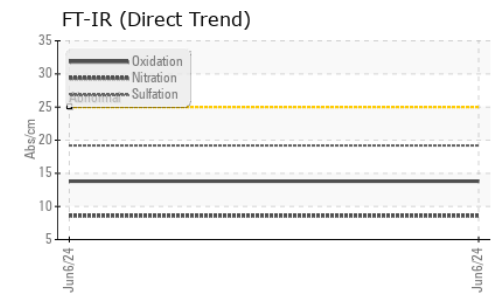 FT-IR (Direct Trend)
35
30
25
20
15
10
5
Abs/cm
Oxidation
Nitration
Sulfation
Abnormal
Jun6/24
Jun6/24